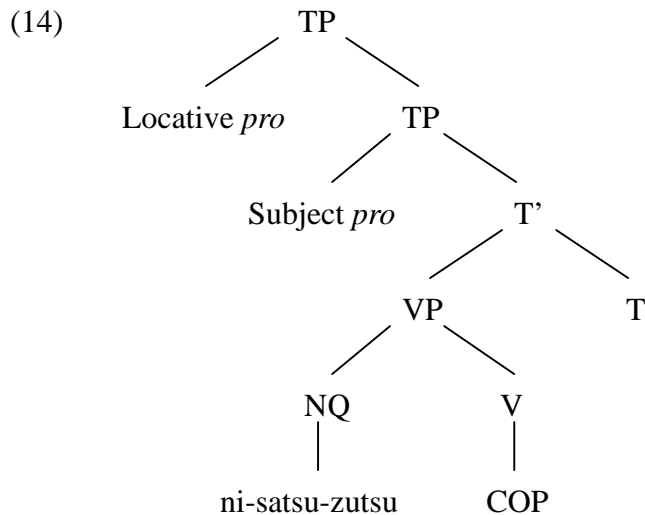 (14) TP
Locative pro TP
Subject pro T’
VP T
NQ V
ni-satsu-zutsu COP